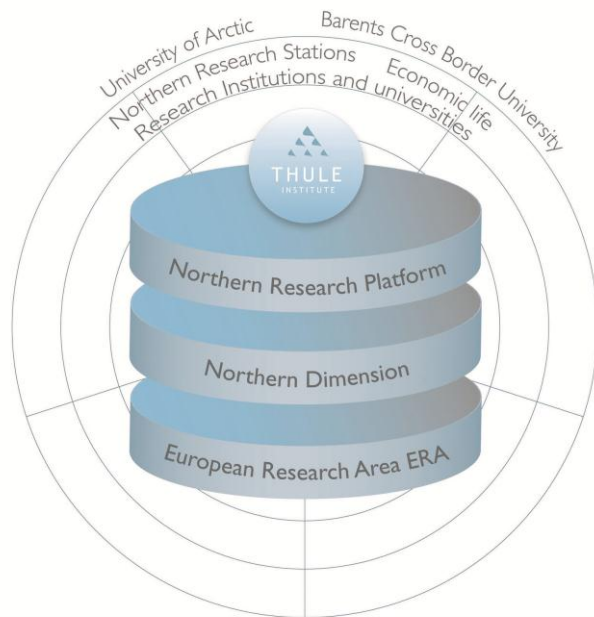 University of Arctic
Barents Cross Border University
Northern Research Stations
Economic life
Research Institutions and universities
THULE
INSTITUTE
Northern Research Platform
Northern Dimension
European Research Area ERA